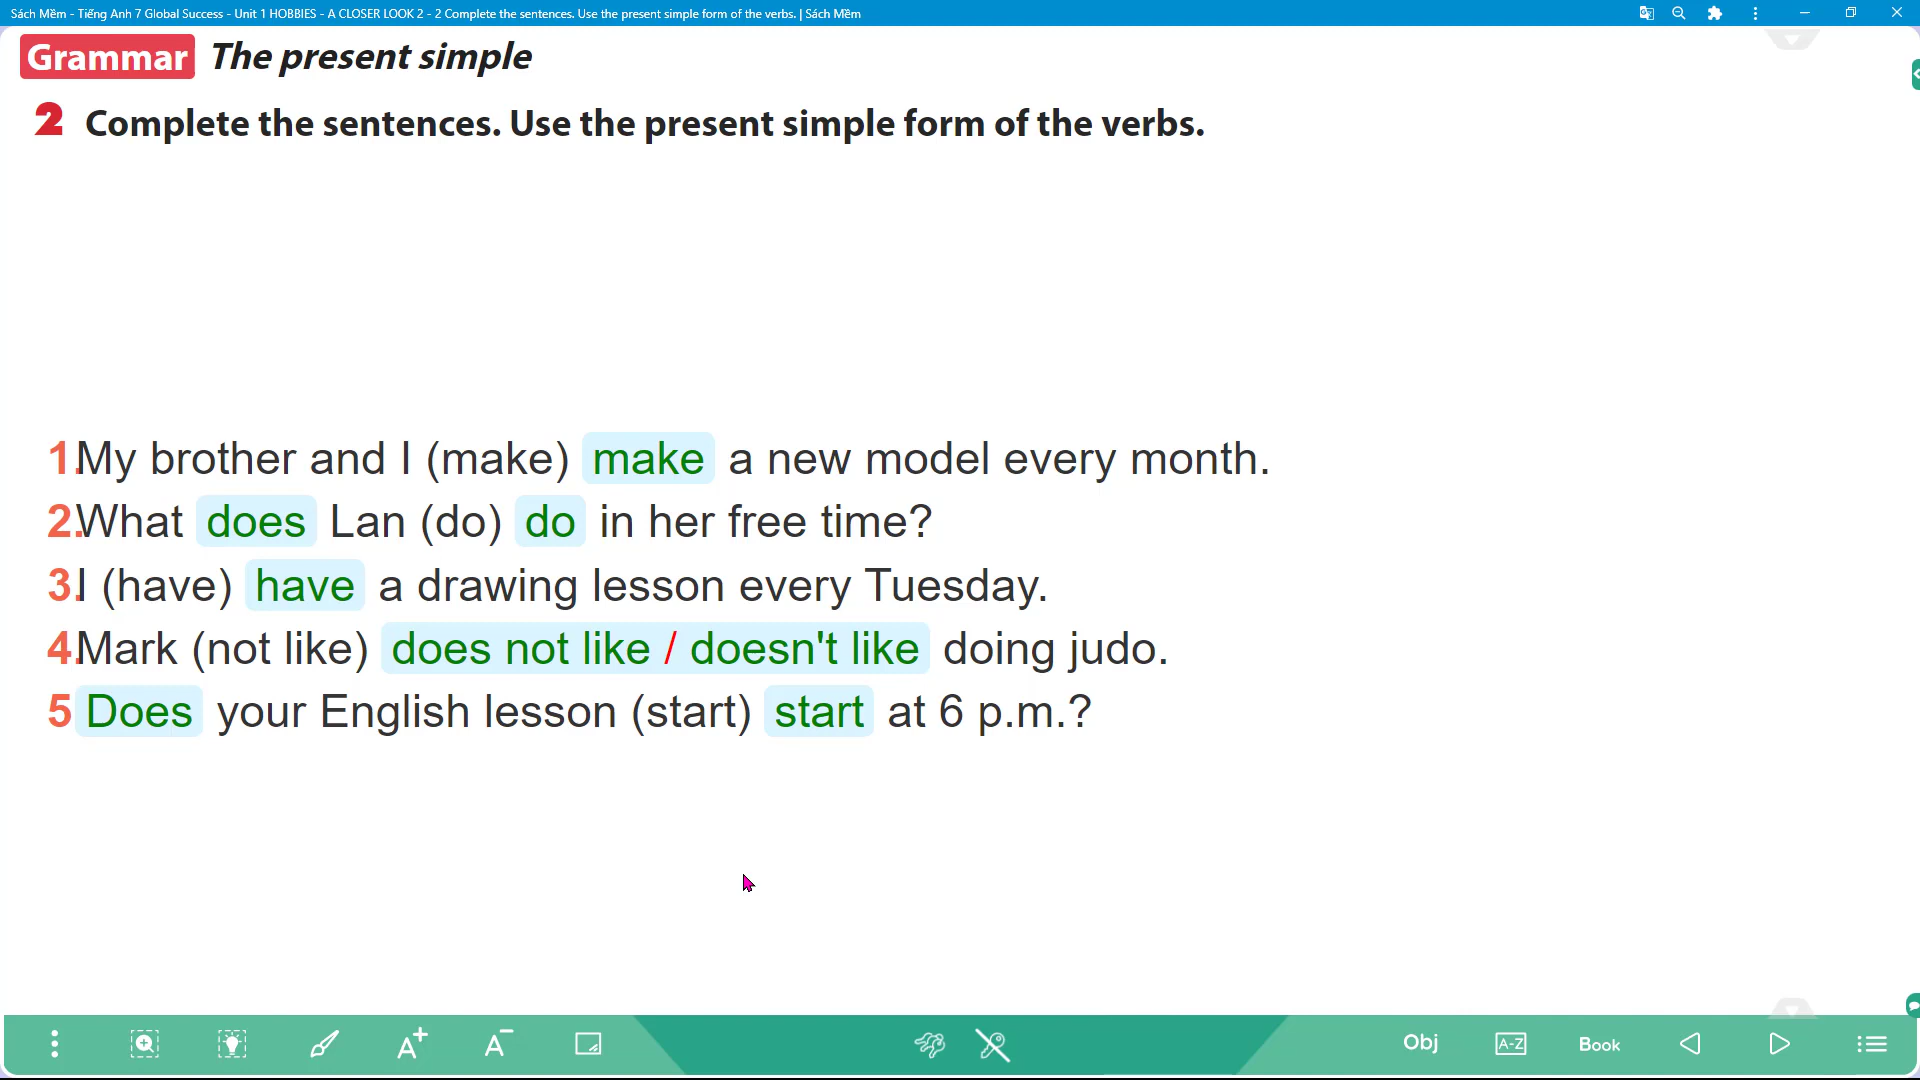 Sách Mềm - Tiếng Anh 7 Global Success - Unit 1 HOBBIES - A CLOSER LOOK 2 - 2 Complete the sentences. Use the present simple form of the verbs. | Sách Mềm
Grammar The present simple
2 Complete the sentences. Use the present simple form of the verbs.
1. My brother and I (make) make a new model every month.
2. What does Lan (do) do in her free time?
3. I (have) have a drawing lesson every Tuesday.
4. Mark (not like) does not like / doesn't like doing judo.
5 Does your English lesson (start) start at 6 p.m.?
A+ A- Obj A-Z Book